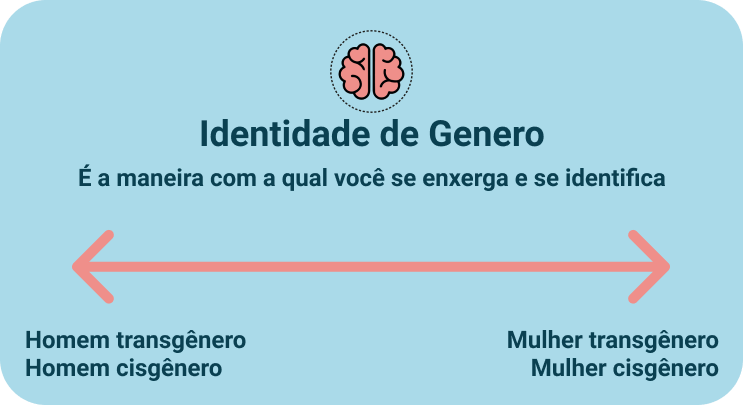 Identidade de Genero
É a maneira com a qual você se enxerga e se identifica
Homem transgênero
Homem cisgênero
Mulher transgênero
Mulher cisgênero